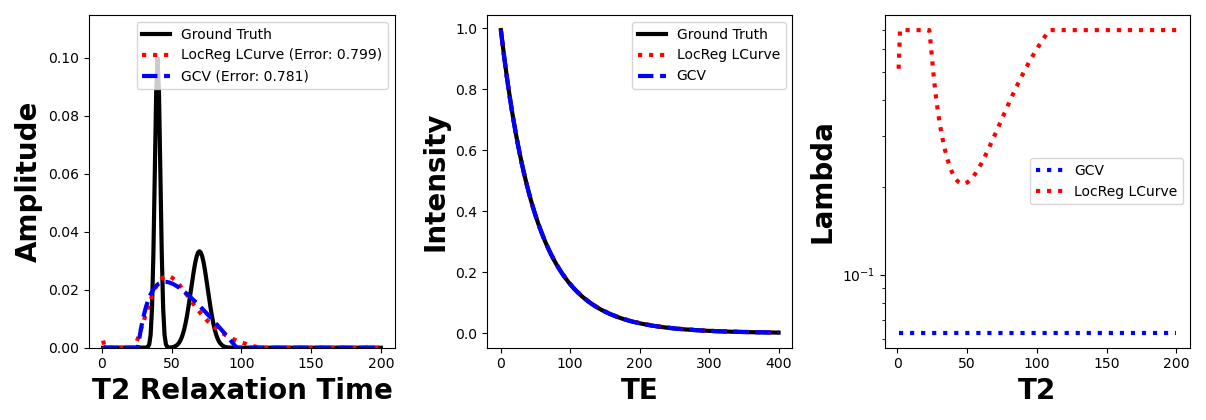 Amplitude
0.10
0.08
0.06
0.04
0.02
0.00
Ground Truth
LocReg LCurve (Error: 0.799)
GCV (Error: 0.781)
0 50 100 150 200
T2 Relaxation Time
Intensity
1.0
0.8
0.6
0.4
0.2
0.0
Ground Truth
LocReg LCurve
GCV
0 100 200 300 400
TE
Lambda
10⁻¹
GCV
LocReg LCurve
0 50 100 150 200
T2